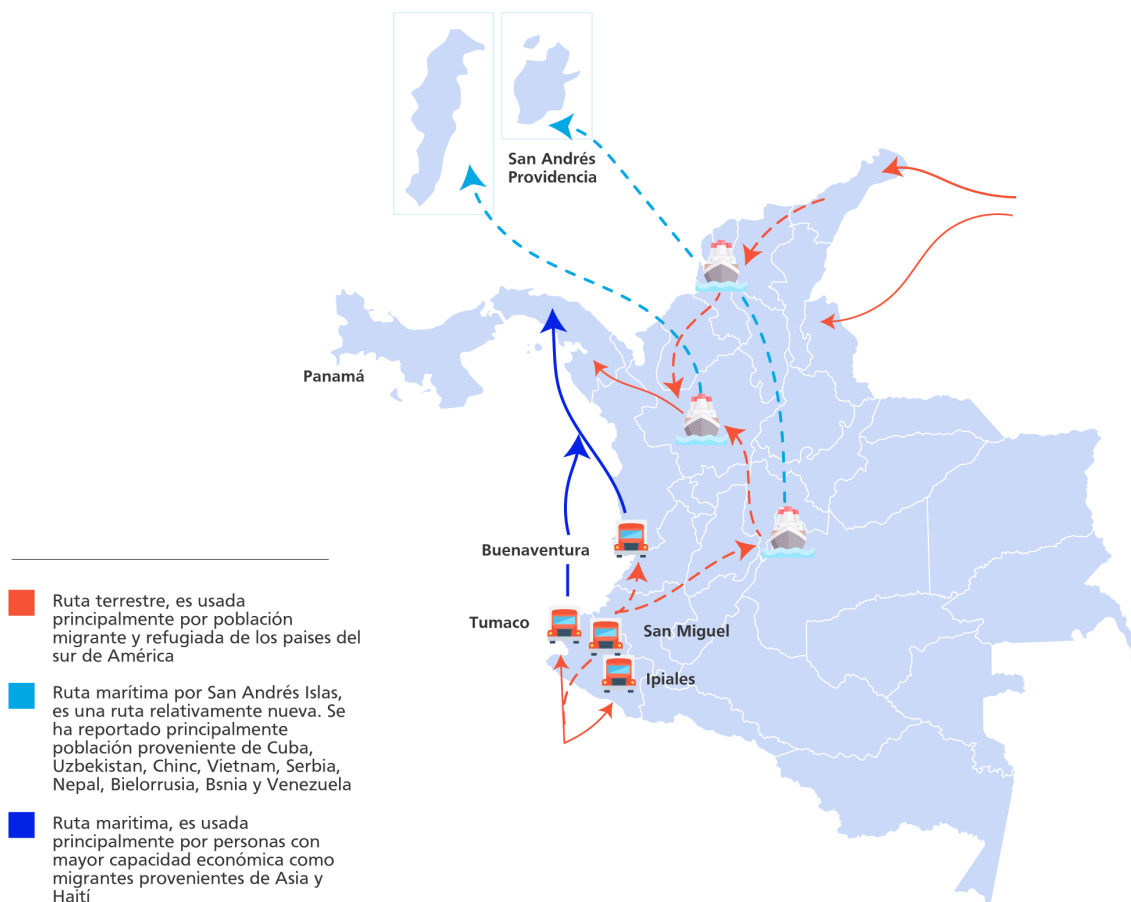 San Andrés
Providencia
Panamá
Buenaventura
Tumaco
San Miguel
Ipiales
Ruta terrestre, es usada
principalmente por población
migrante y refugiada de los paises del
sur de América
Ruta marítima por San Andrés Islas,
es una ruta relativamente nueva. Se
ha reportado principalmente
población proveniente de Cuba,
Uzbekistan, Chinc, Vietnam, Serbia,
Nepal, Bielorrusia, Bsnia y Venezuela
Ruta maritima, es usada
principalmente por personas con
mayor capacidad económica como
migrantes provenientes de Asia y
Haití